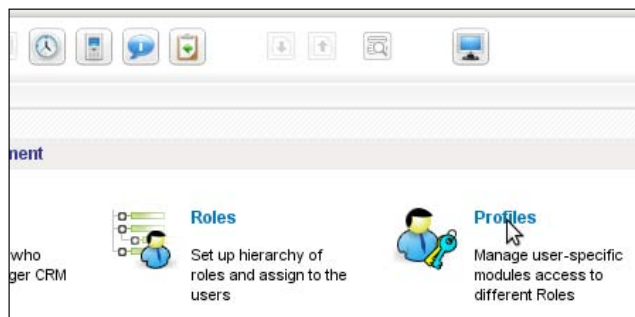 ment
Roles
Profiles
who
ger CRM
Set up hierarchy of
roles and assign to the
users
Manage user-specific
modules access to
different Roles